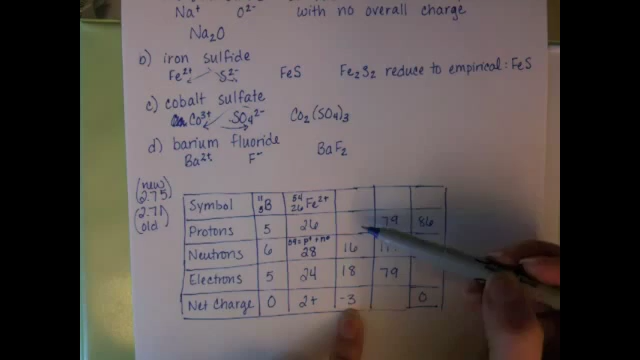 Na⁺ O²⁻ with no overall charge
Na₂O
b) iron sulfide
Fe²⁺ S²⁻ FeS Fe₂S₂ reduce to empirical: FeS
c) cobalt sulfate
Co³⁺ SO₄²⁻ Co₂(SO₄)₃
d) barium fluoride
Ba²⁺ F⁻ BaF₂
(new)
2.75
2.71
(old)
Symbol ¹¹₅B ⁵⁴₂₆Fe²⁺
Protons 5 26 79 86
54 = p⁺ + n⁰
Neutrons 6 28 16
Electrons 5 24 18 79
Net Charge 0 2+ -3 0